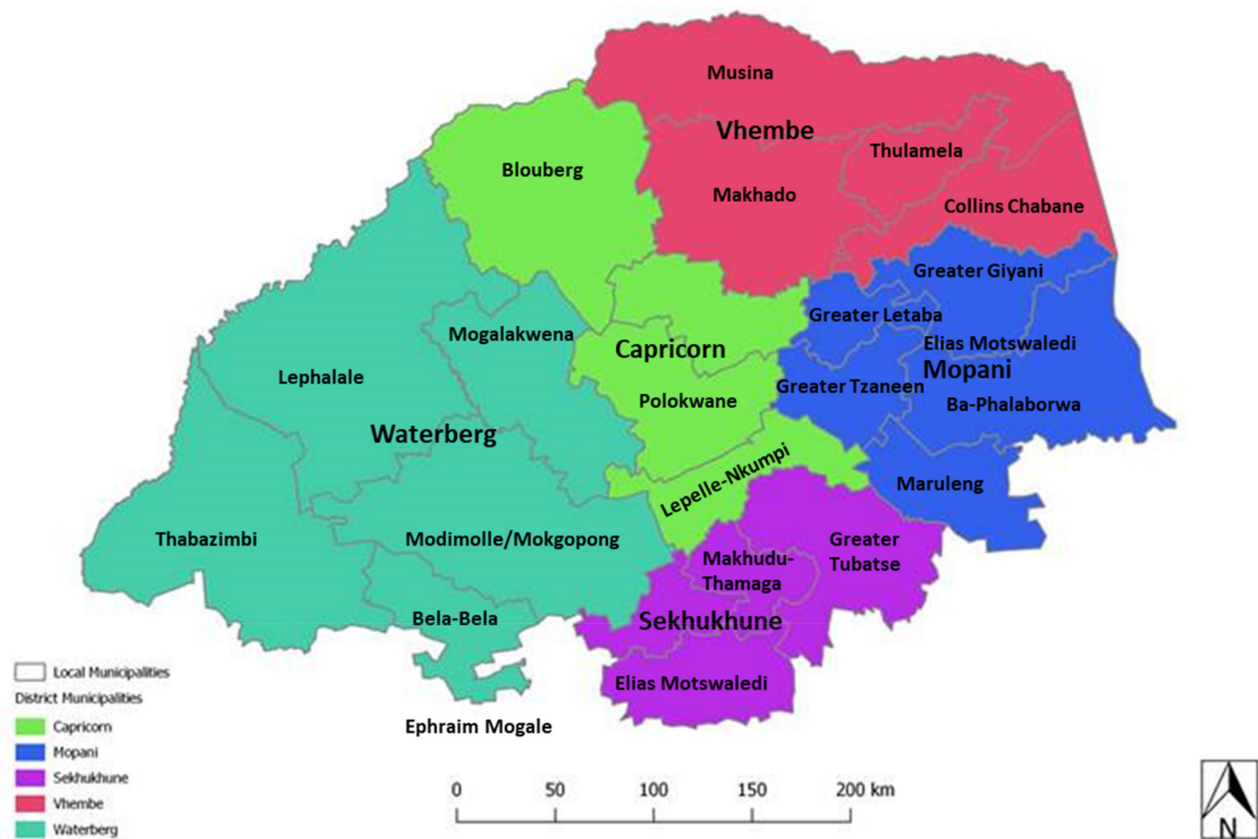 Musina
Vhembe
Thulamela
Blouberg
Makhado
Collins Chabane
Greater Giyani
Greater Letaba
Mogalakwena
Elias Motswaledi
Capricorn
Mopani
Lephalale
Greater Tzaneen
Polokwane
Ba-Phalaborwa
Waterberg
Lepelle-Nkumpi
Maruleng
Thabazimbi
Modimolle/Mokgopong
Greater
Tubatse
Makhudu-
Thamaga
Bela-Bela
Sekhukhune
Elias Motswaledi
Ephraim Mogale
Local Municipalities
District Municipalities
Capricorn
Mopani
Sekhukhune
Vhembe
Waterberg
0 50 100 150 200 km
N